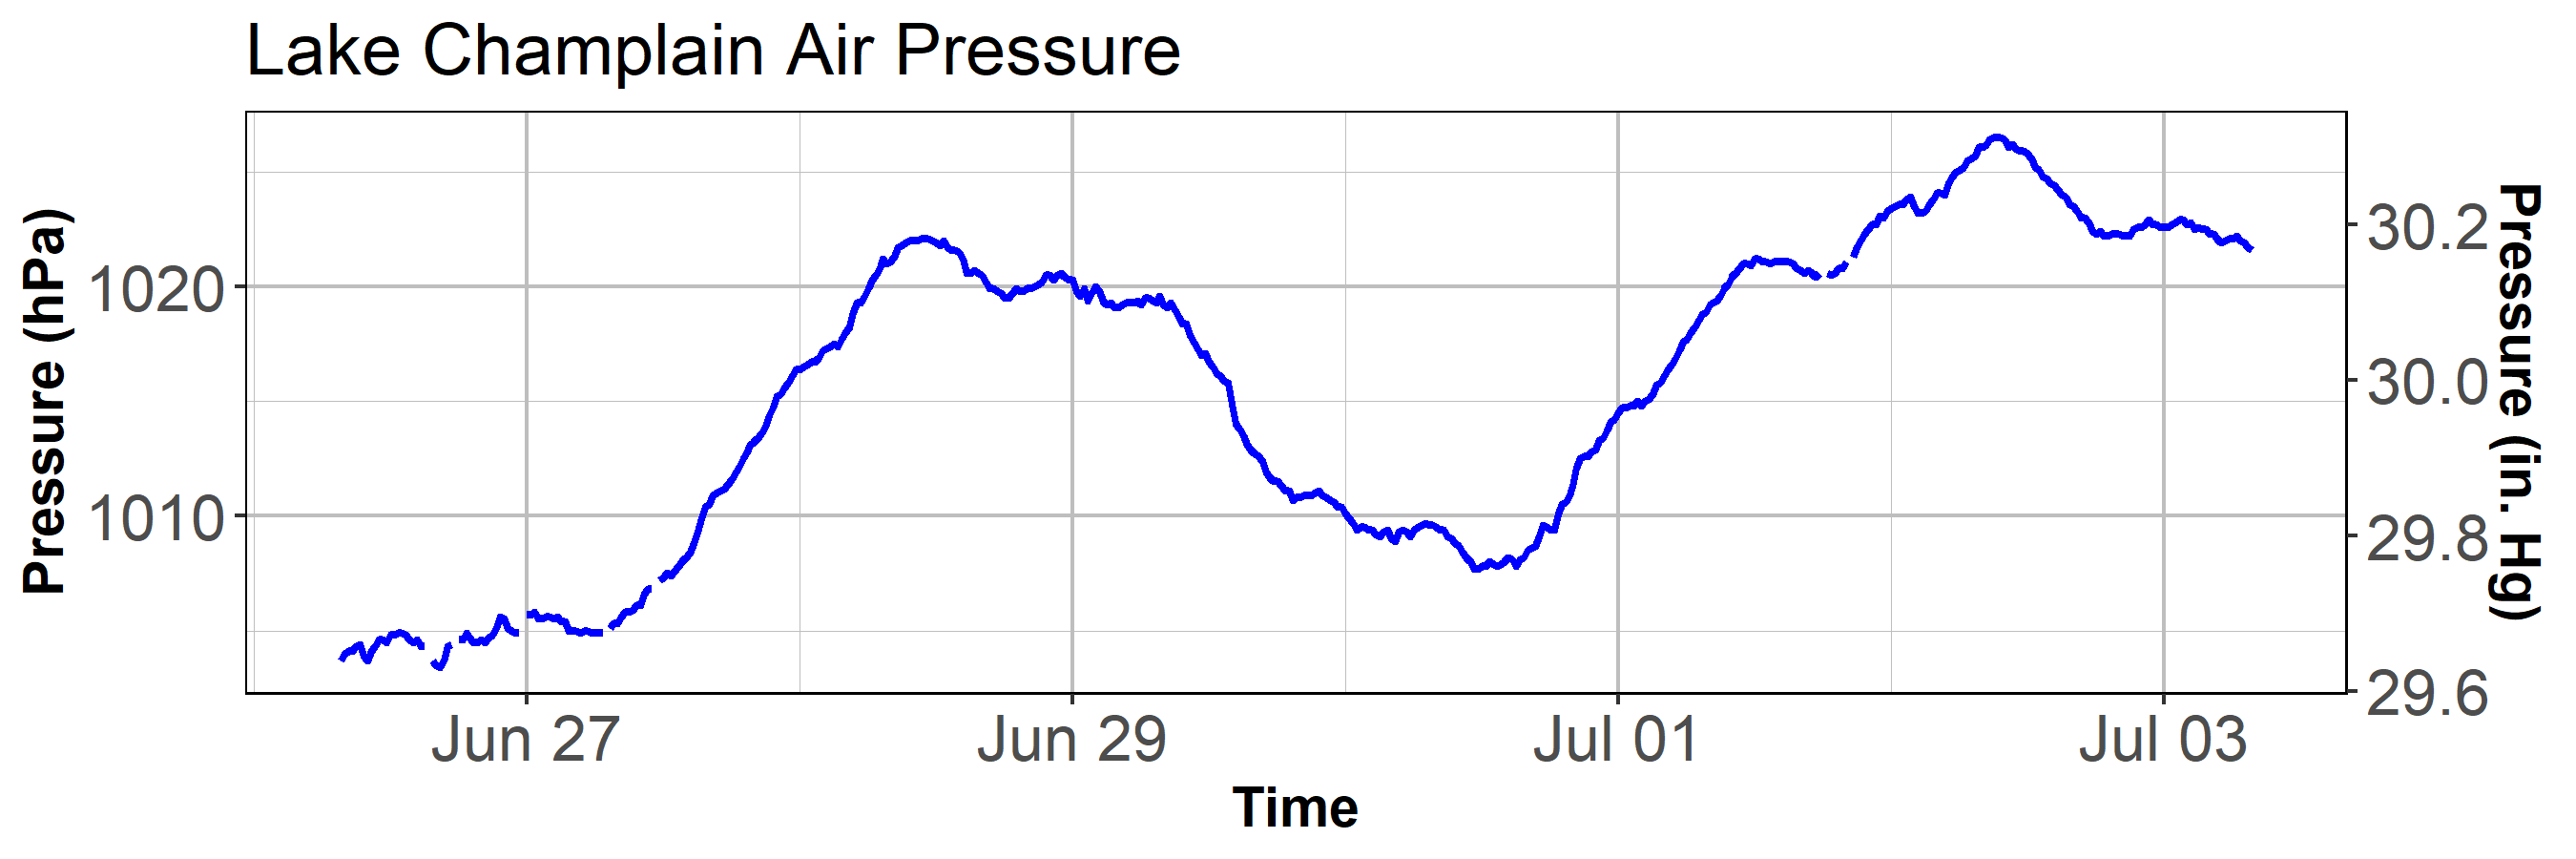 Lake Champlain Air Pressure
Pressure (hPa)
1020
1010
30.2
30.0
29.8
29.6
Pressure (in. Hg)
Jun 27
Jun 29
Jul 01
Jul 03
Time